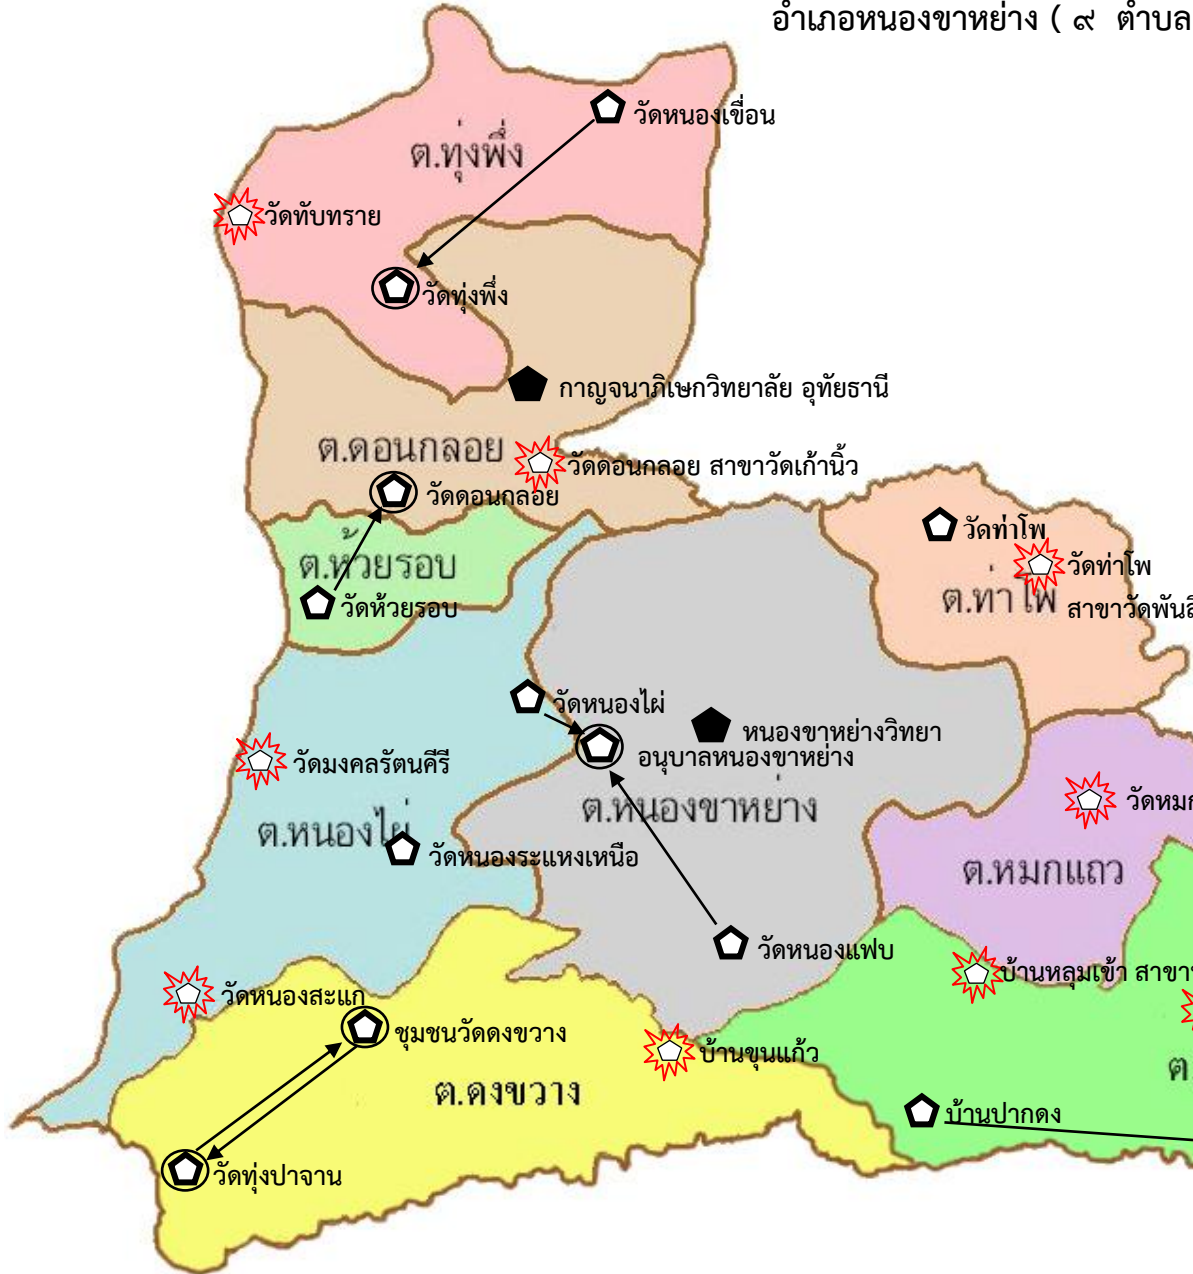 อำเภอหนองขาหย่าง ( ๙ ตำบล
วัดหนองเขื่อน
ต.ทุ่งพึ่ง
วัดทับทราย
วัดทุ่งพึ่ง
กาญจนาภิเษกวิทยาลัย อุทัยธานี
ต.ดอนกลอย
วัดดอนกลอย สาขาวัดเก้านิ้ว
วัดดอนกลอย
วัดท่าโพ
ต.ห้วยรอบ
วัดท่าโพ
ต.ท่าโพ
สาขาวัดพันสี
วัดห้วยรอบ
วัดหนองไผ่
หนองขาหย่างวิทยา
อนุบาลหนองขาหย่าง
วัดมงคลรัตนคีรี
ต.หนองขาหย่าง
วัดหมก
ต.หนองไผ่
วัดหนองระแหงเหนือ
ต.หมกแถว
วัดหนองแฟบ
บ้านหลุมเข้า
วัดหนองสะแก
ชุมชนวัดดงขวาง
บ้านขุนแก้ว
ต
ต.ดงขวาง
บ้านปากดง
วัดทุ่งปาจาน